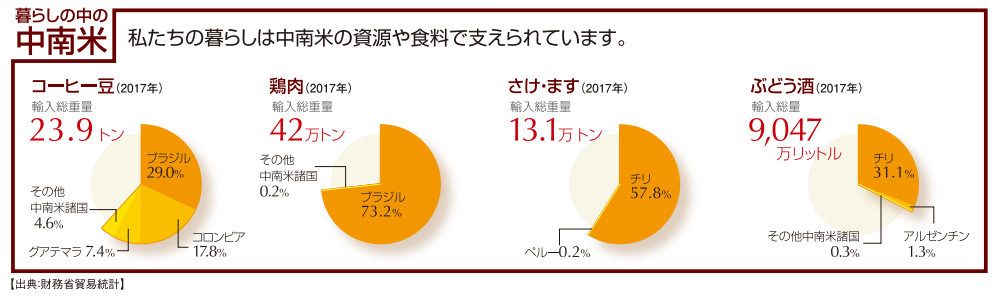 暮らしの中の
中南米
私たちの暮らしは中南米の資源や食料で支えられています。
コーヒー豆(2017年)
輸入総重量
23.9トン
ブラジル
29.0%
コロンビア
17.8%
グアテマラ 7.4%
その他
中南米諸国
4.6%
鶏肉(2017年)
輸入総重量
42万トン
その他
中南米諸国
0.2%
ブラジル
73.2%
さけ・ます(2017年)
輸入総重量
13.1万トン
チリ
57.8%
ペルー0.2%
ぶどう酒(2017年)
輸入総量
9,047
万リットル
チリ
31.1%
アルゼンチン
1.3%
その他中南米諸国
0.3%
【出典:財務省貿易統計】